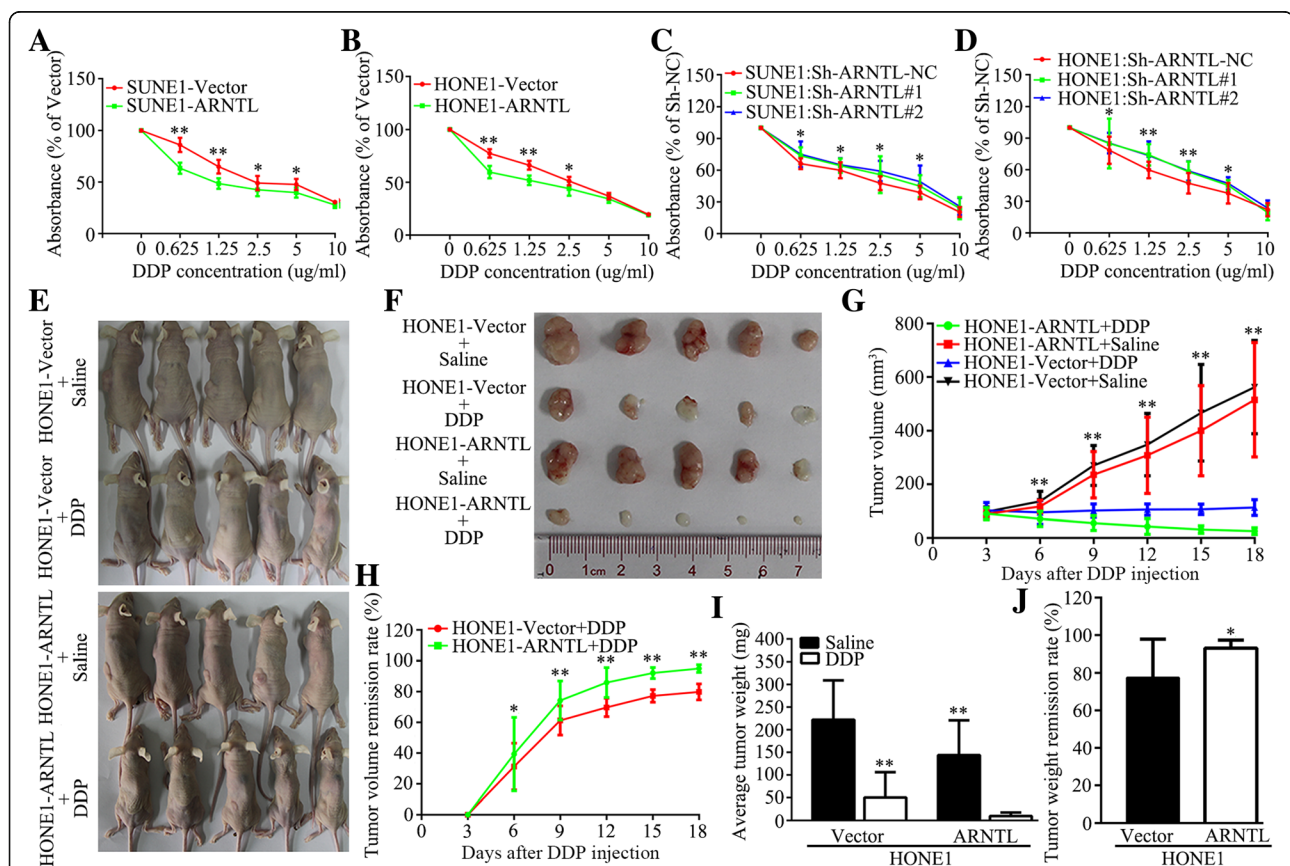 A
Absorbance (% of Vector)
150
100
50
0
SUNE1-Vector
SUNE1-ARNTL
**
**
*
*
0 0.625 1.25 2.5 5 10
DDP concentration (ug/ml)
B
Absorbance (% of Vector)
150
100
50
0
HONE1-Vector
HONE1-ARNTL
**
**
*
0 0.625 1.25 2.5 5 10
DDP concentration (ug/ml)
C
Absorbance (% of Sh-NC)
150
120
90
60
30
0
SUNE1:Sh-ARNTL-NC
SUNE1:Sh-ARNTL#1
SUNE1:Sh-ARNTL#2
*
*
*
*
0 0.625 1.25 2.5 5 10
DDP concentration (ug/ml)
D
Absorbance (% of Sh-NC)
150
120
90
60
30
0
HONE1:Sh-ARNTL-NC
HONE1:Sh-ARNTL#1
HONE1:Sh-ARNTL#2
*
**
**
*
0 0.625 1.25 2.5 5 10
DDP concentration (ug/ml)
E
HONE1-Vector
+
Saline
HONE1-Vector
+
DDP
HONE1-ARNTL
+
Saline
HONE1-ARNTL
+
DDP
F
HONE1-Vector
+
Saline
HONE1-Vector
+
DDP
HONE1-ARNTL
+
Saline
HONE1-ARNTL
+
DDP
0 1cm 2 3 4 5 6 7
G
Tumor volume (mm³)
800
600
400
200
0
HONE1-ARNTL+DDP
HONE1-ARNTL+Saline
HONE1-Vector+DDP
HONE1-Vector+Saline
**
**
**
**
**
0 3 6 9 12 15 18
Days after DDP injection
H
Tumor volume remission rate (%)
120
100
80
60
40
20
0
HONE1-Vector+DDP
HONE1-ARNTL+DDP
*
**
**
**
**
0 3 6 9 12 15 18
Days after DDP injection
I
Average tumor weight (mg)
400
350
300
250
200
150
100
50
0
Saline
DDP
**
**
Vector ARNTL
HONE1
J
Tumor weight remission rate (%)
120
100
80
60
40
20
0
*
Vector ARNTL
HONE1